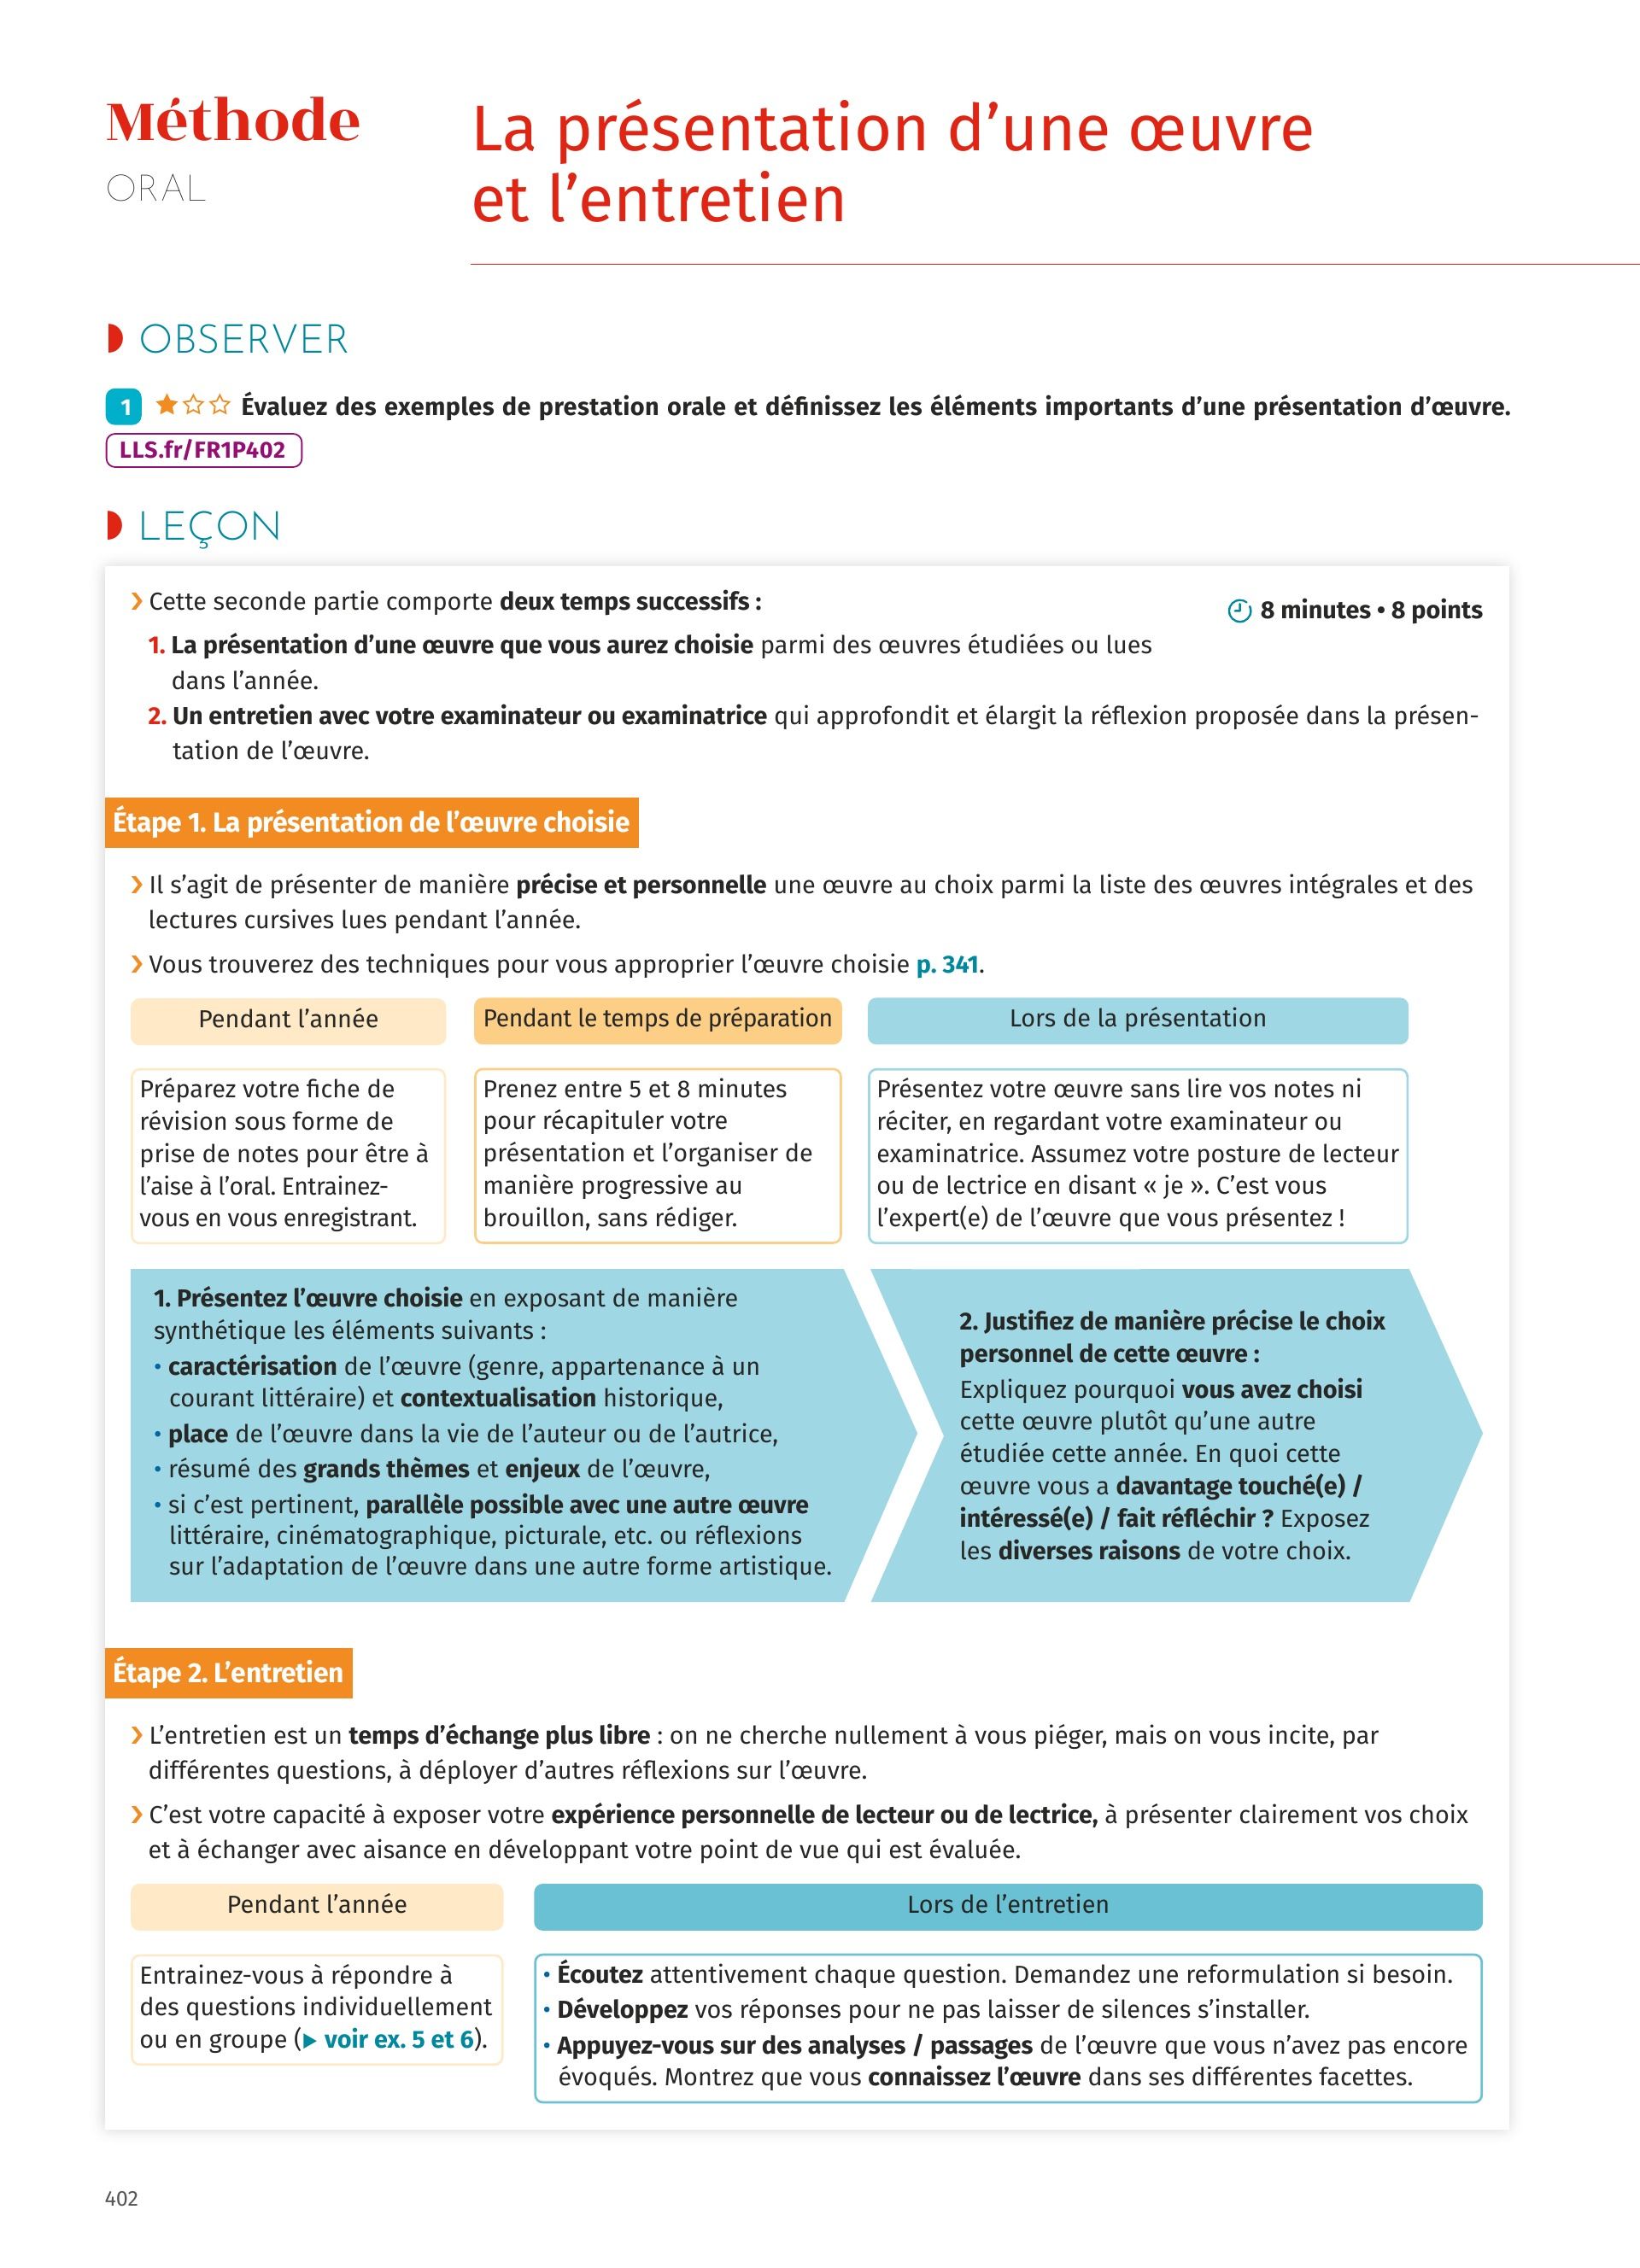 Méthode
ORAL
La présentation d’une œuvre
et l’entretien
OBSERVER
1 Évaluez des exemples de prestation orale et définissez les éléments importants d’une présentation d’œuvre.
LLS.fr/FR1P402
LEÇON
› Cette seconde partie comporte deux temps successifs :
8 minutes • 8 points
1. La présentation d’une œuvre que vous aurez choisie parmi des œuvres étudiées ou lues
dans l’année.
2. Un entretien avec votre examinateur ou examinatrice qui approfondit et élargit la réflexion proposée dans la présen-
tation de l’œuvre.
Étape 1. La présentation de l’œuvre choisie
› Il s’agit de présenter de manière précise et personnelle une œuvre au choix parmi la liste des œuvres intégrales et des
lectures cursives lues pendant l’année.
› Vous trouverez des techniques pour vous approprier l’œuvre choisie p. 341.
Pendant l’année
Préparez votre fiche de
révision sous forme de
prise de notes pour être à
l’aise à l’oral. Entrainez-
vous en vous enregistrant.
Pendant le temps de préparation
Prenez entre 5 et 8 minutes
pour récapituler votre
présentation et l’organiser de
manière progressive au
brouillon, sans rédiger.
Lors de la présentation
Présentez votre œuvre sans lire vos notes ni
réciter, en regardant votre examinateur ou
examinatrice. Assumez votre posture de lecteur
ou de lectrice en disant « je ». C’est vous
l’expert(e) de l’œuvre que vous présentez !
1. Présentez l’œuvre choisie en exposant de manière
synthétique les éléments suivants :
• caractérisation de l’œuvre (genre, appartenance à un
courant littéraire) et contextualisation historique,
• place de l’œuvre dans la vie de l’auteur ou de l’autrice,
• résumé des grands thèmes et enjeux de l’œuvre,
• si c’est pertinent, parallèle possible avec une autre œuvre
littéraire, cinématographique, picturale, etc. ou réflexions
sur l’adaptation de l’œuvre dans une autre forme artistique.
2. Justifiez de manière précise le choix
personnel de cette œuvre :
Expliquez pourquoi vous avez choisi
cette œuvre plutôt qu’une autre
étudiée cette année. En quoi cette
œuvre vous a davantage touché(e) /
intéressé(e) / fait réfléchir ? Exposez
les diverses raisons de votre choix.
Étape 2. L’entretien
› L’entretien est un temps d’échange plus libre : on ne cherche nullement à vous piéger, mais on vous incite, par
différentes questions, à déployer d’autres réflexions sur l’œuvre.
› C’est votre capacité à exposer votre expérience personnelle de lecteur ou de lectrice, à présenter clairement vos choix
et à échanger avec aisance en développant votre point de vue qui est évaluée.
Pendant l’année
Entrainez-vous à répondre à
des questions individuellement
ou en groupe (▶ voir ex. 5 et 6).
Lors de l’entretien
• Écoutez attentivement chaque question. Demandez une reformulation si besoin.
• Développez vos réponses pour ne pas laisser de silences s’installer.
• Appuyez-vous sur des analyses / passages de l’œuvre que vous n’avez pas encore
évoqués. Montrez que vous connaissez l’œuvre dans ses différentes facettes.
402